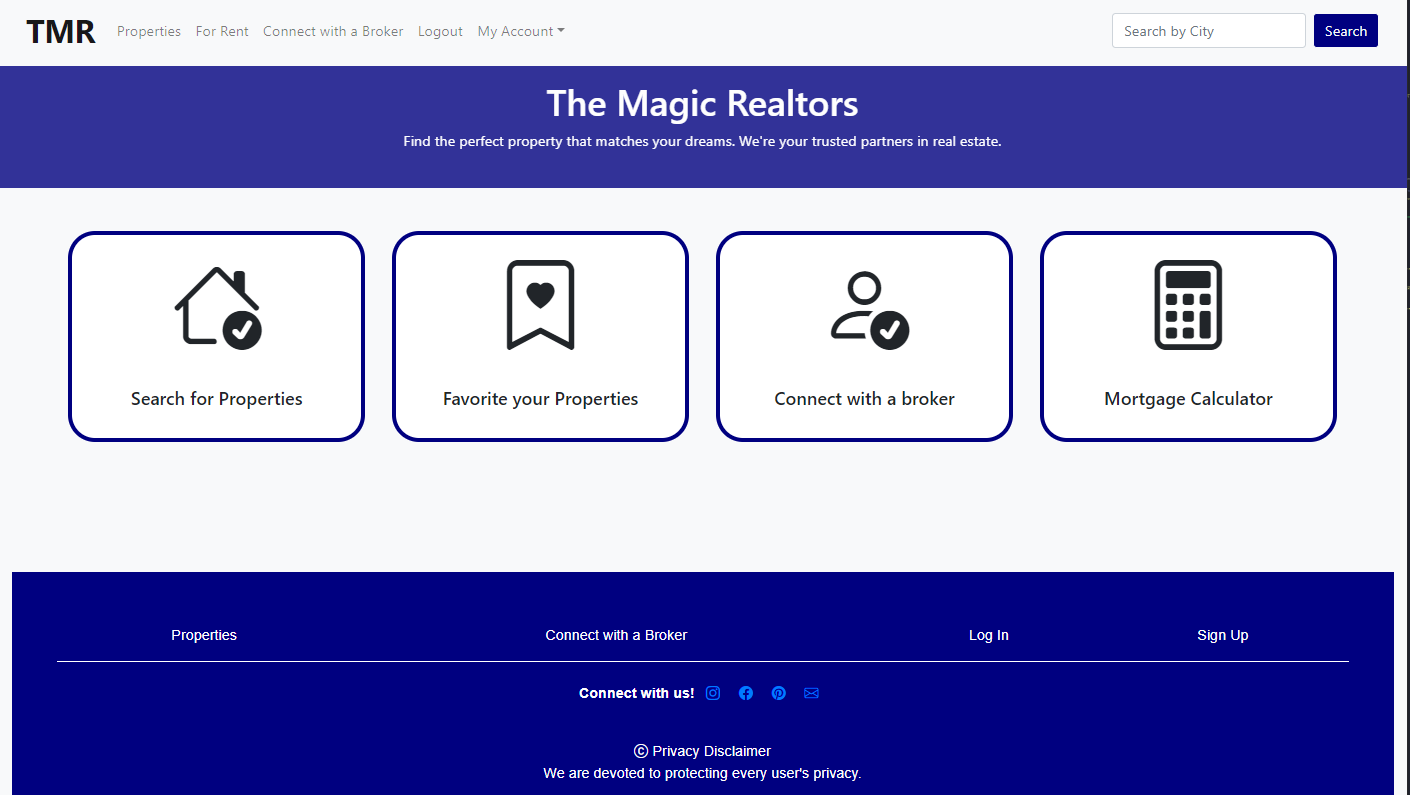 TMR Properties For Rent Connect with a Broker Logout My Account Search by City Search
The Magic Realtors
Find the perfect property that matches your dreams. We're your trusted partners in real estate.
Search for Properties Favorite your Properties Connect with a broker Mortgage Calculator
Properties Connect with a Broker Log In Sign Up
Connect with us!
© Privacy Disclaimer
We are devoted to protecting every user's privacy.